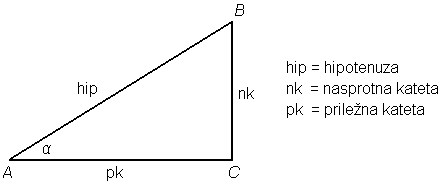 B
hip
nk
α
A
pk
C
hip = hipotenuza
nk = nasprotna kateta
pk = priležna kateta